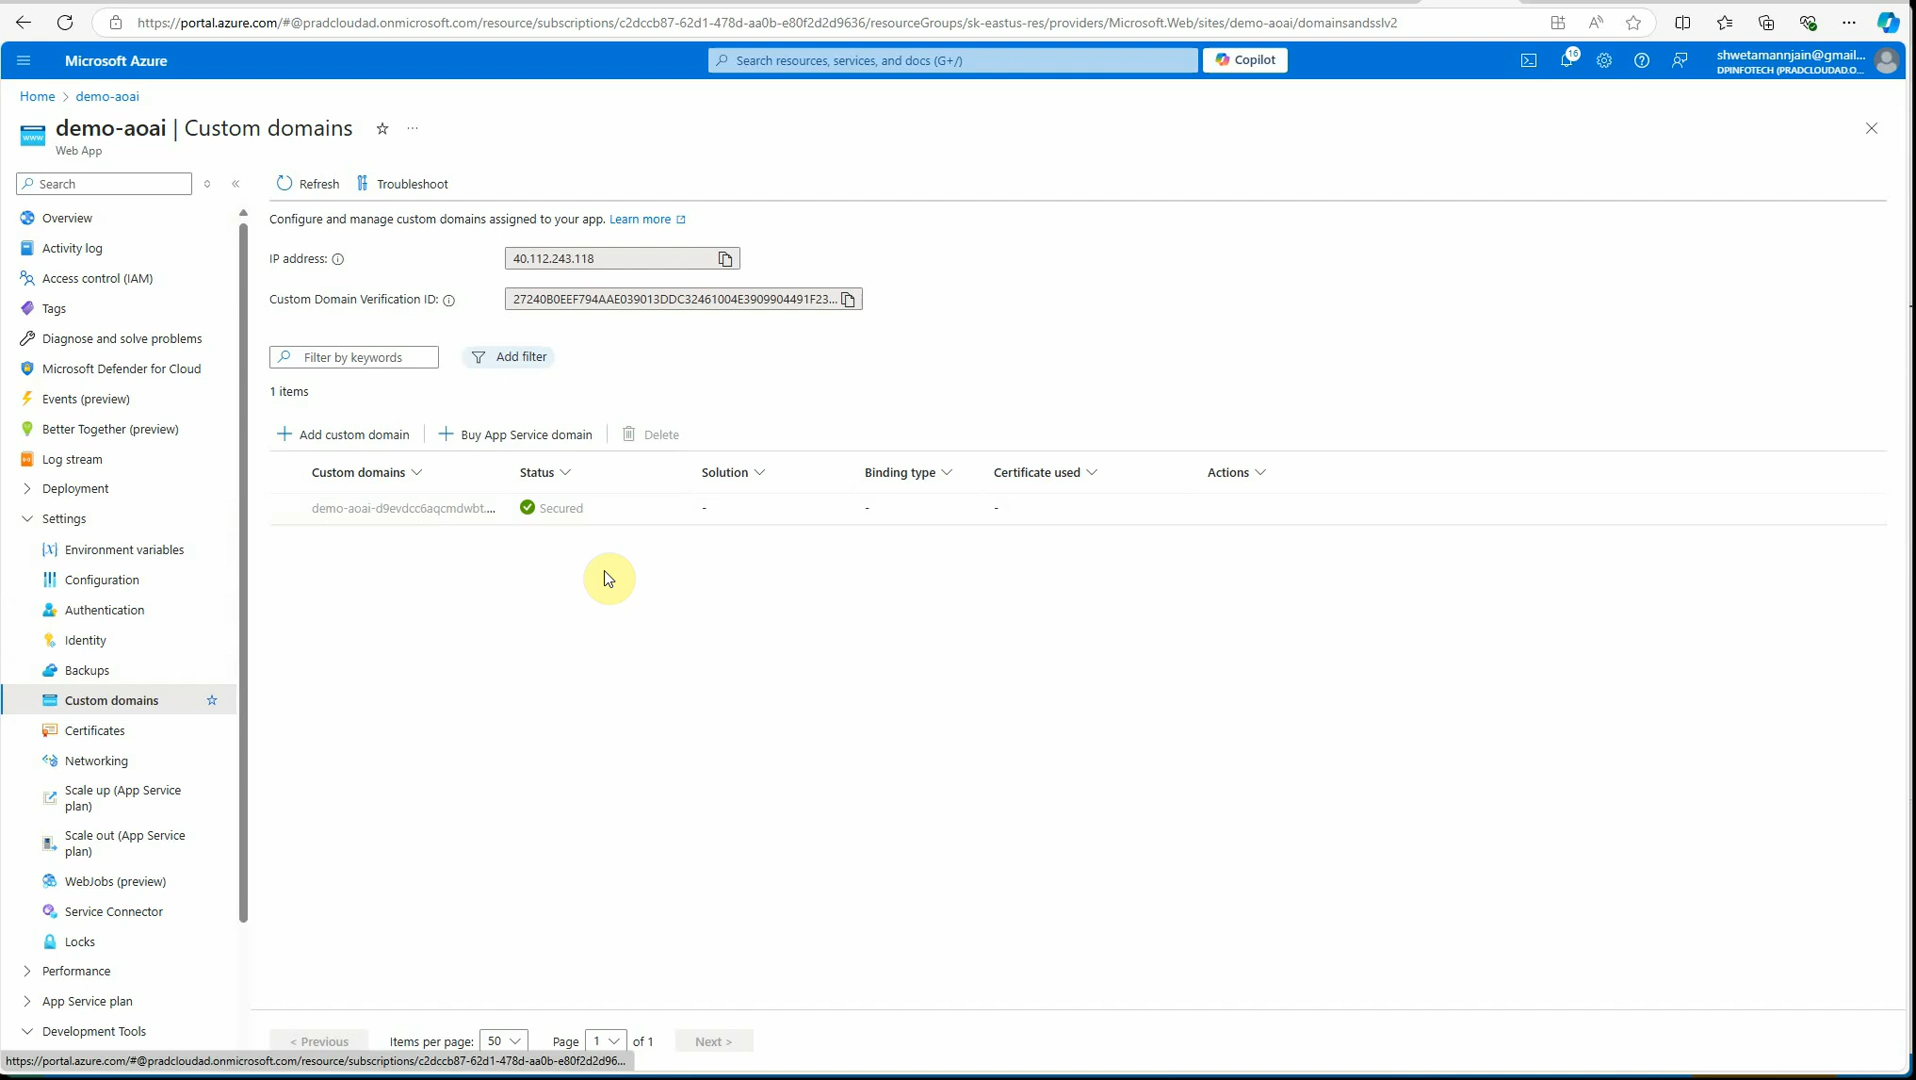 https://portal.azure.com/#@pradcloudad.onmicrosoft.com/resource/subscriptions/c2dccb87-62d1-478d-aa0b-e80f2d2d9636/resourceGroups/sk-eastus-res/providers/Microsoft.Web/sites/demo-aoai/domainsandsslv2
Microsoft Azure
Search resources, services, and docs (G+/)
Copilot
16
shwetamannjain@gmail...
DPINFOTECH (PRADCLOUDAD.O...
Home > demo-aoai
demo-aoai | Custom domains
Web App
Search
Refresh
Troubleshoot
Configure and manage custom domains assigned to your app. Learn more
IP address:
40.112.243.118
Custom Domain Verification ID:
27240B0EEF794AAE039013DDC32461004E3909904491F23...
Filter by keywords
Add filter
1 items
Add custom domain
Buy App Service domain
Delete
Custom domains
Status
Solution
Binding type
Certificate used
Actions
demo-aoai-d9evdcc6aqcmdwbt....
Secured
-
-
-
Overview
Activity log
Access control (IAM)
Tags
Diagnose and solve problems
Microsoft Defender for Cloud
Events (preview)
Better Together (preview)
Log stream
Deployment
Settings
Environment variables
Configuration
Authentication
Identity
Backups
Custom domains
Certificates
Networking
Scale up (App Service
plan)
Scale out (App Service
plan)
WebJobs (preview)
Service Connector
Locks
Performance
App Service plan
Development Tools
< Previous
Items per page: 50
Page 1 of 1
Next >
https://portal.azure.com/#@pradcloudad.onmicrosoft.com/resource/subscriptions/c2dccb87-62d1-478d-aa0b-e80f2d2d96...